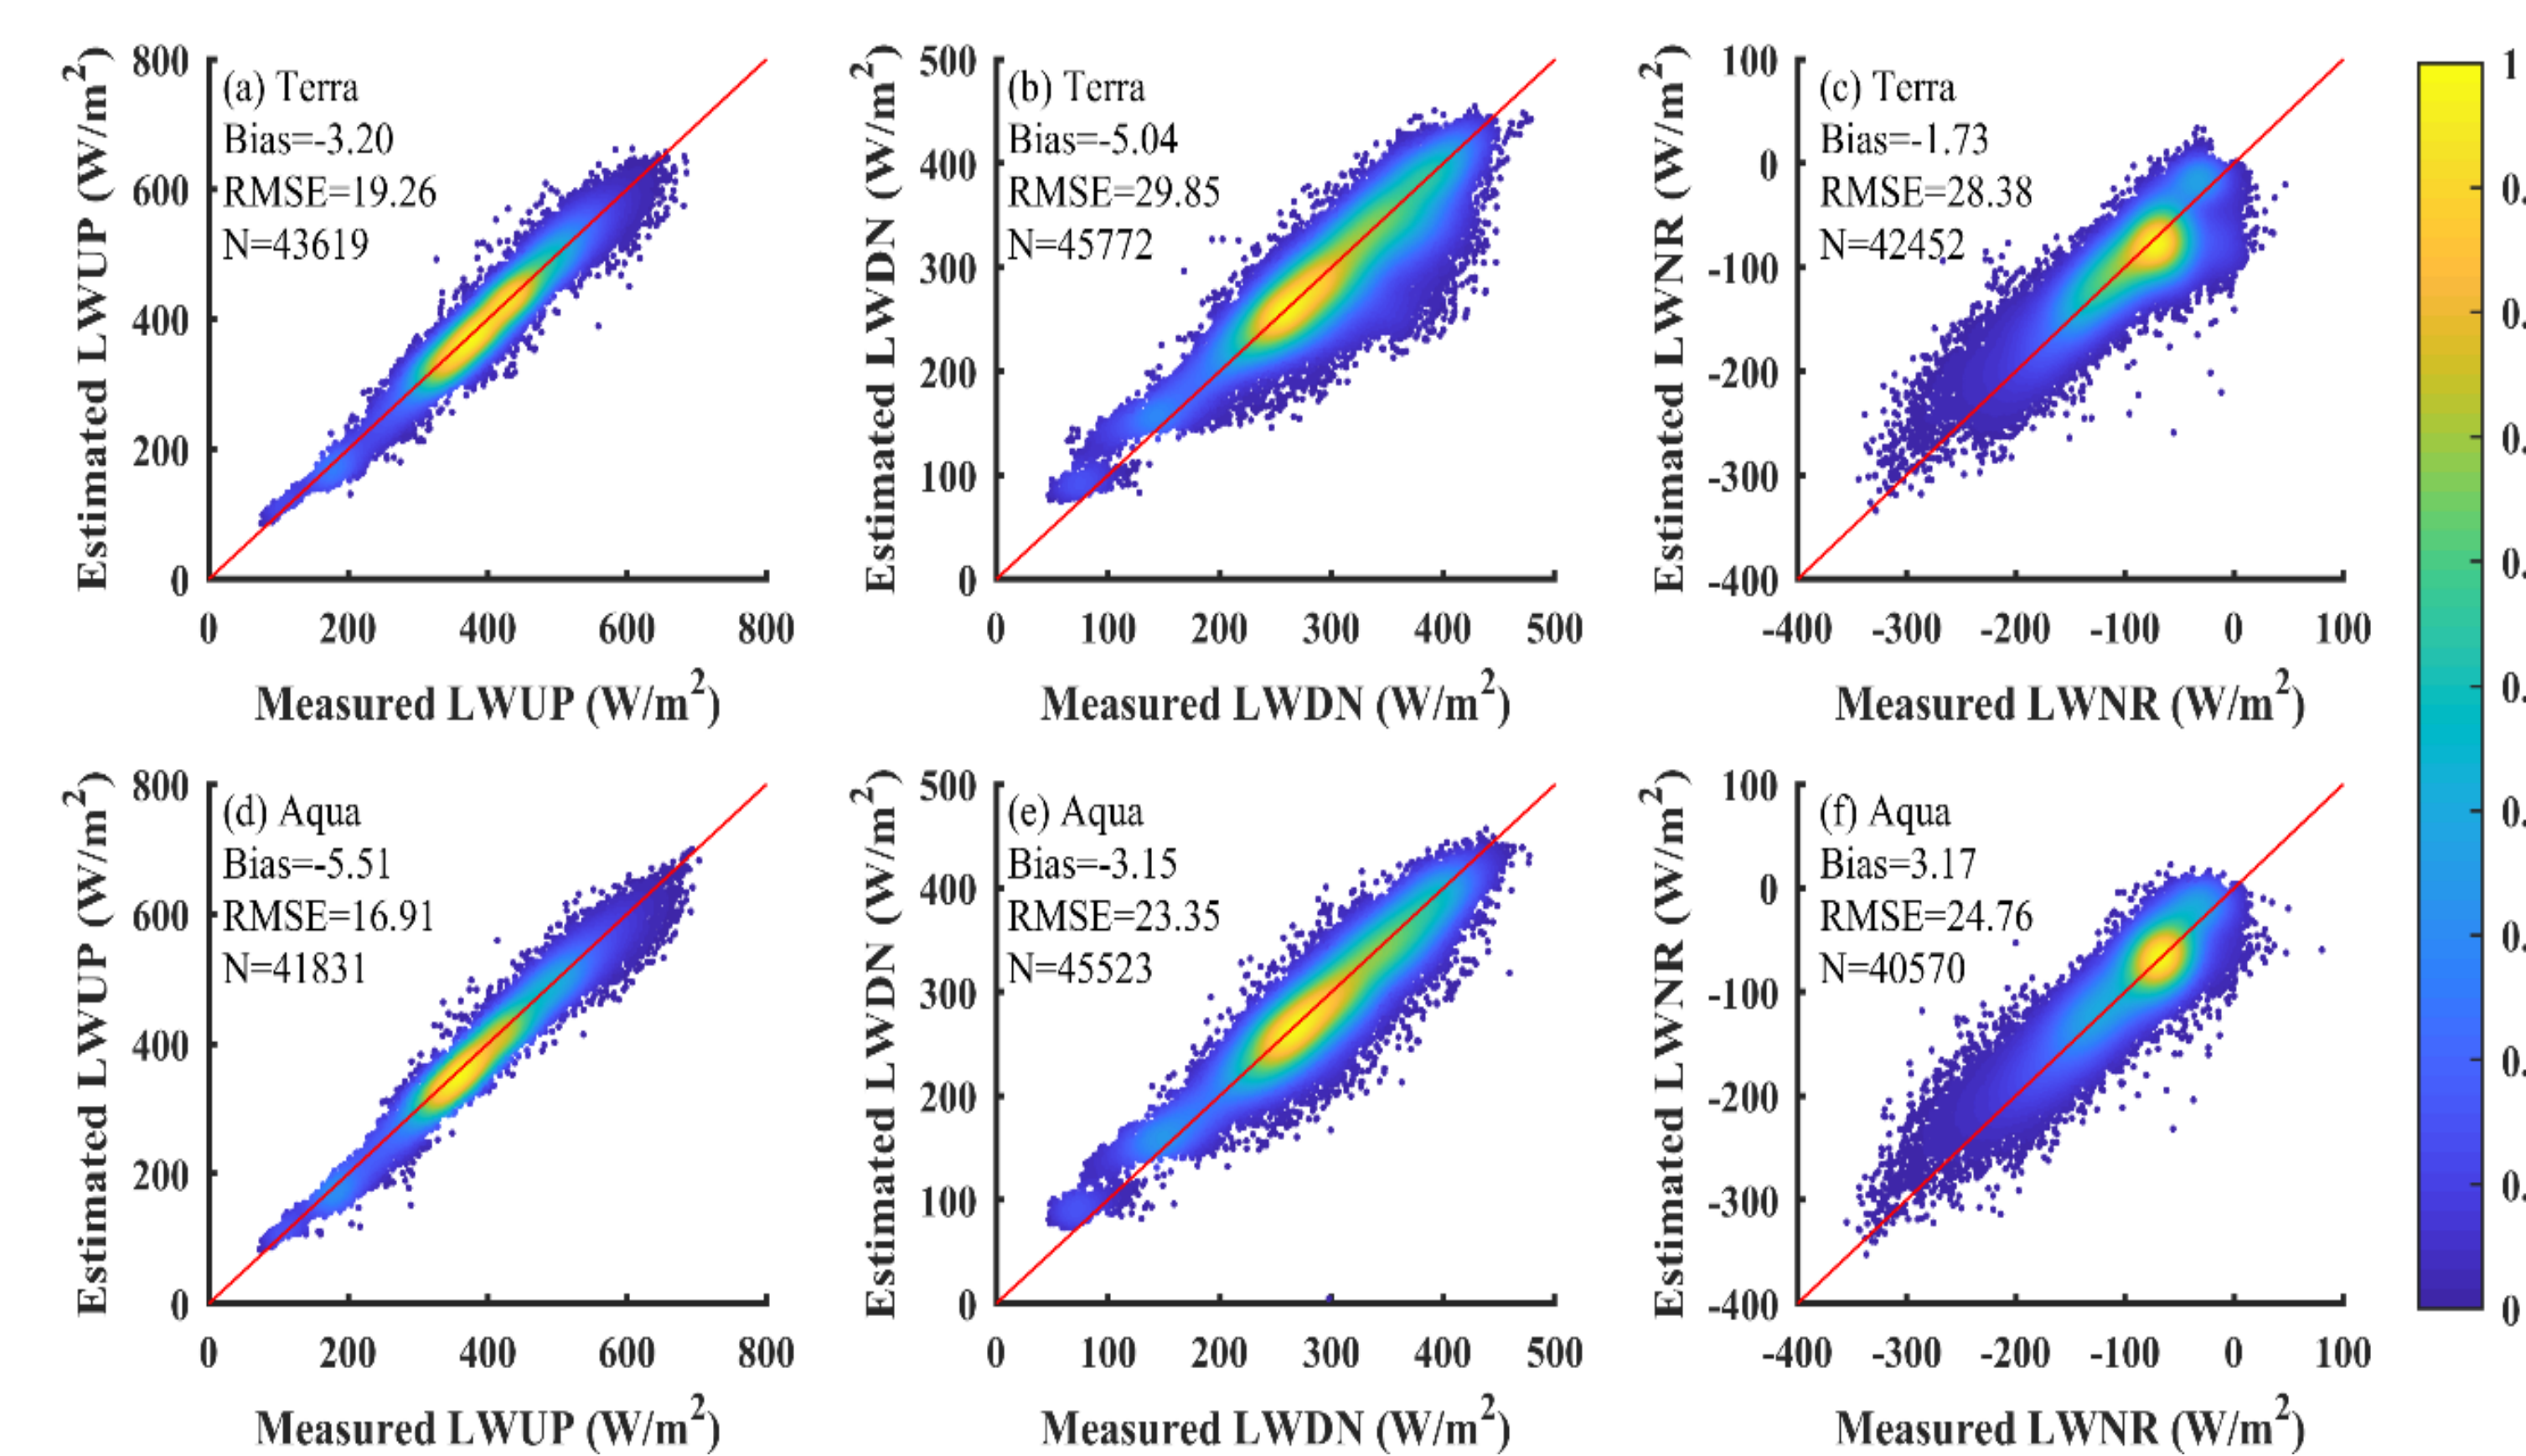 Estimated LWUP (W/m²)
800
600
400
200
0
(a) Terra
Bias=-3.20
RMSE=19.26
N=43619
0 200 400 600 800
Measured LWUP (W/m²)
Estimated LWDN (W/m²)
500
400
300
200
100
0
(b) Terra
Bias=-5.04
RMSE=29.85
N=45772
0 100 200 300 400 500
Measured LWDN (W/m²)
Estimated LWNR (W/m²)
100
0
-100
-200
-300
-400
(c) Terra
Bias=-1.73
RMSE=28.38
N=42452
-400 -300 -200 -100 0 100
Measured LWNR (W/m²)
Estimated LWUP (W/m²)
800
600
400
200
0
(d) Aqua
Bias=-5.51
RMSE=16.91
N=41831
0 200 400 600 800
Measured LWUP (W/m²)
Estimated LWDN (W/m²)
500
400
300
200
100
0
(e) Aqua
Bias=-3.15
RMSE=23.35
N=45523
0 100 200 300 400 500
Measured LWDN (W/m²)
Estimated LWNR (W/m²)
100
0
-100
-200
-300
-400
(f) Aqua
Bias=3.17
RMSE=24.76
N=40570
-400 -300 -200 -100 0 100
Measured LWNR (W/m²)
1
0